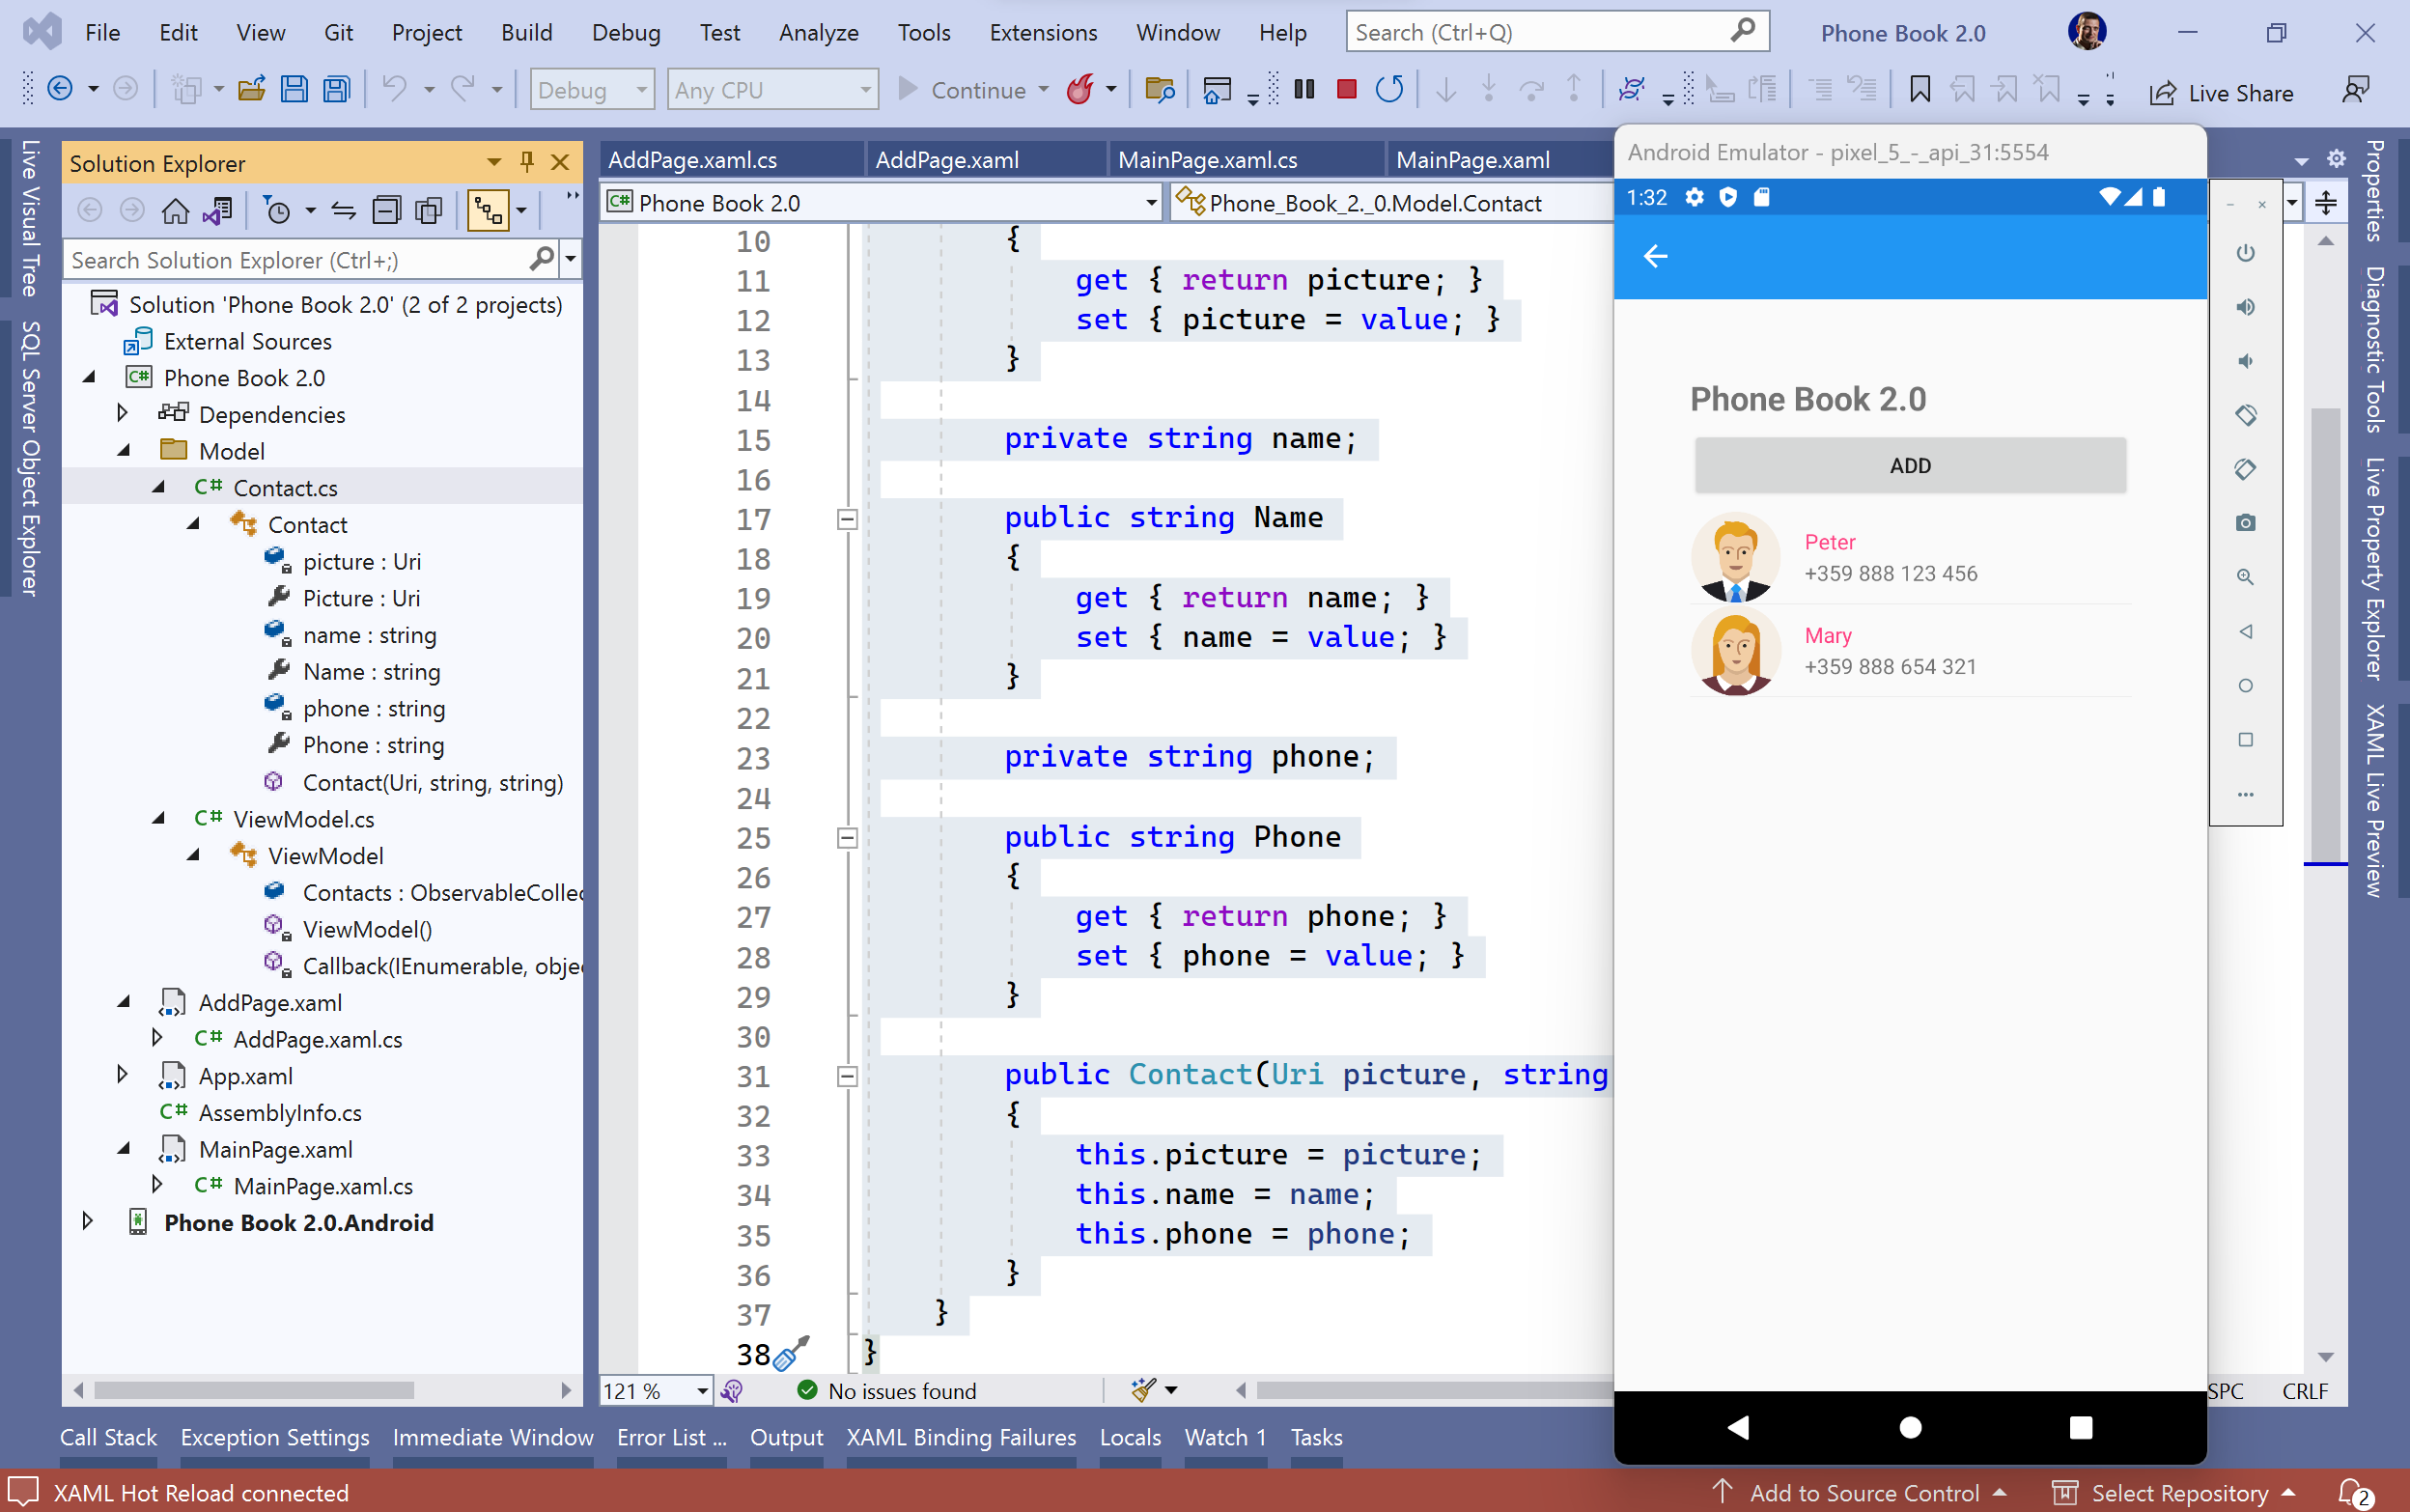 File Edit View Git Project Build Debug Test Analyze Tools Extensions Window Help Search (Ctrl+Q) Phone Book 2.0
Debug Any CPU Continue Live Share
Live Visual Tree
SQL Server Object Explorer
Solution Explorer
Search Solution Explorer (Ctrl+;)
Solution 'Phone Book 2.0' (2 of 2 projects)
External Sources
C# Phone Book 2.0
Dependencies
Model
C# Contact.cs
Contact
picture : Uri
Picture : Uri
name : string
Name : string
phone : string
Phone : string
Contact(Uri, string, string)
C# ViewModel.cs
ViewModel
Contacts : ObservableCollec
ViewModel()
Callback(IEnumerable, obje
AddPage.xaml
C# AddPage.xaml.cs
App.xaml
C# AssemblyInfo.cs
MainPage.xaml
C# MainPage.xaml.cs
Phone Book 2.0.Android
AddPage.xaml.cs AddPage.xaml MainPage.xaml.cs MainPage.xaml
C# Phone Book 2.0 Phone_Book_2._0.Model.Contact
10 {
11 get { return picture; }
12 set { picture = value; }
13 }
14
15 private string name;
16
17 public string Name
18 {
19 get { return name; }
20 set { name = value; }
21 }
22
23 private string phone;
24
25 public string Phone
26 {
27 get { return phone; }
28 set { phone = value; }
29 }
30
31 public Contact(Uri picture, string
32 {
33 this.picture = picture;
34 this.name = name;
35 this.phone = phone;
36 }
37 }
38 }
121 % No issues found
SPC CRLF
Android Emulator - pixel_5_-_api_31:5554
1:32
Phone Book 2.0
ADD
Peter
+359 888 123 456
Mary
+359 888 654 321
Properties
Diagnostic Tools
Live Property Explorer
XAML Live Preview
Call Stack Exception Settings Immediate Window Error List ... Output XAML Binding Failures Locals Watch 1 Tasks
XAML Hot Reload connected Add to Source Control Select Repository 2